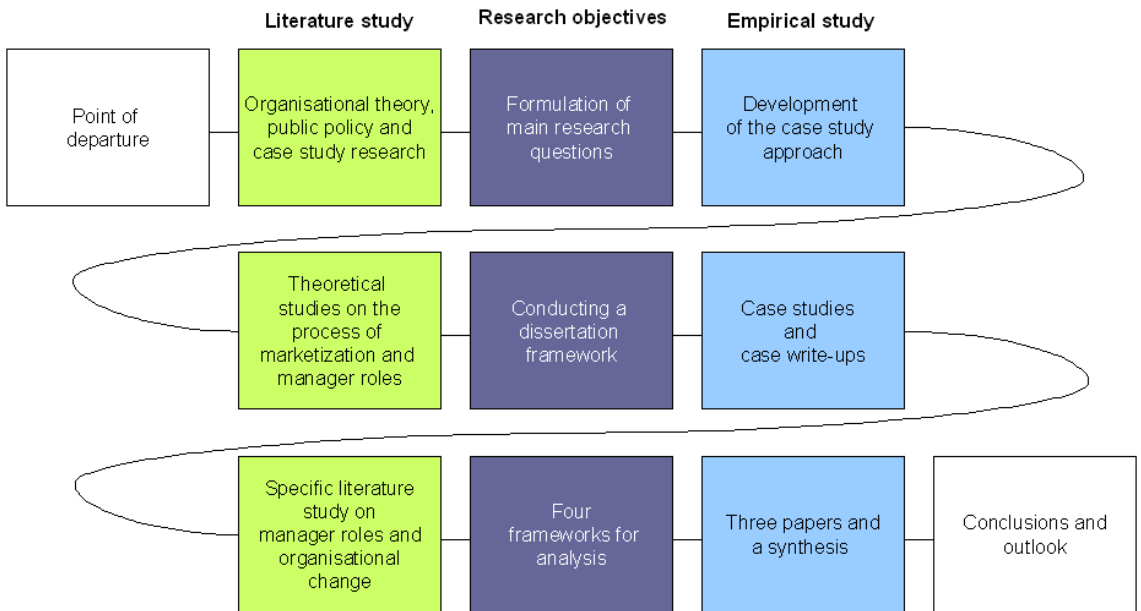 Literature study
Research objectives
Empirical study
Point of
departure
Organisational theory,
public policy and
case study research
Formulation of
main research
questions
Development
of the case study
approach
Theoretical
studies on the
process of
marketization and
manager roles
Conducting a
dissertation
framework
Case studies
and
case write-ups
Specific literature
study on
manager roles and
organisational
change
Four
frameworks for
analysis
Three papers and
a synthesis
Conclusions and
outlook